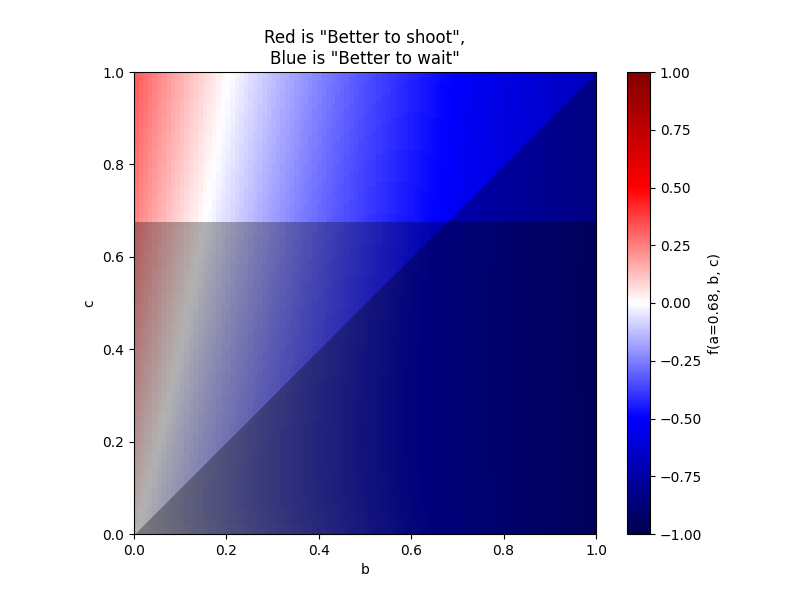 Red is "Better to shoot",
Blue is "Better to wait"
1.0
0.8
0.6
0.4
0.2
0.0
c
0.0 0.2 0.4 0.6 0.8 1.0
b
1.00
0.75
0.50
0.25
0.00
−0.25
−0.50
−0.75
−1.00
f(a=0.68, b, c)